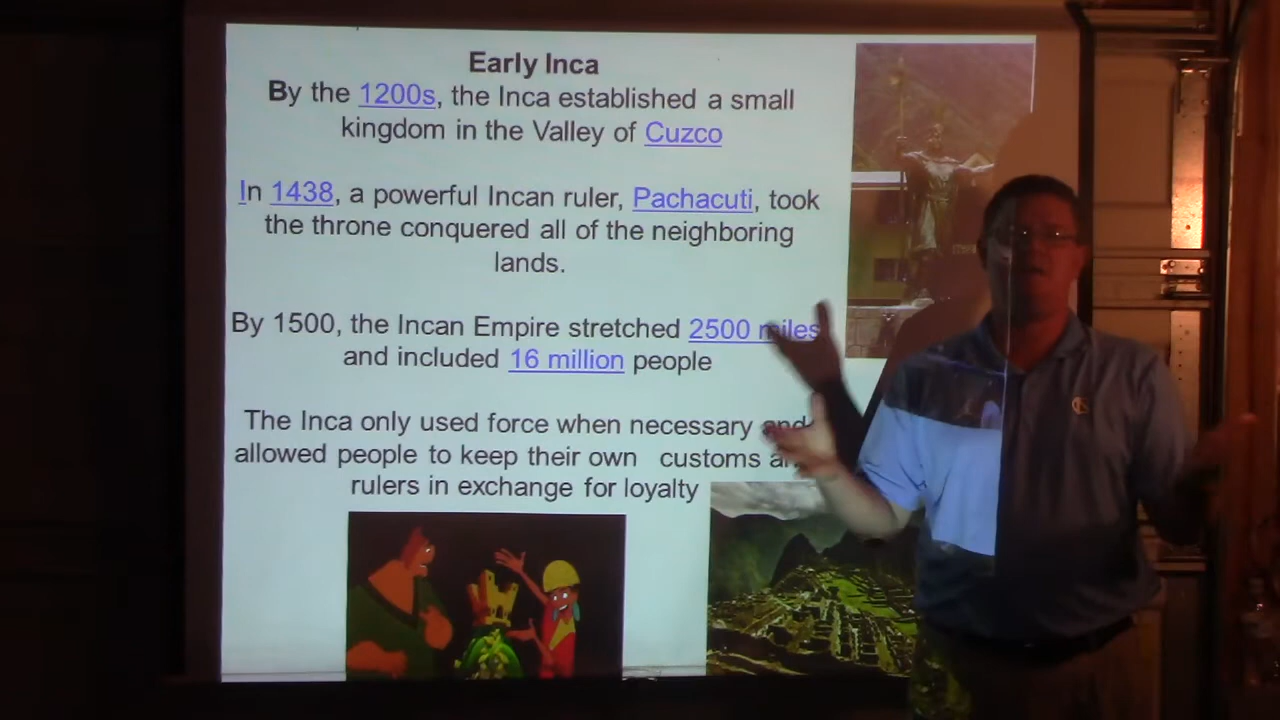 Early Inca
By the 1200s, the Inca established a small
kingdom in the Valley of Cuzco
In 1438, a powerful Incan ruler, Pachacuti, took
the throne conquered all of the neighboring
lands.
By 1500, the Incan Empire stretched 2500 miles
and included 16 million people
The Inca only used force when necessary and
allowed people to keep their own customs
rulers in exchange for loyalty